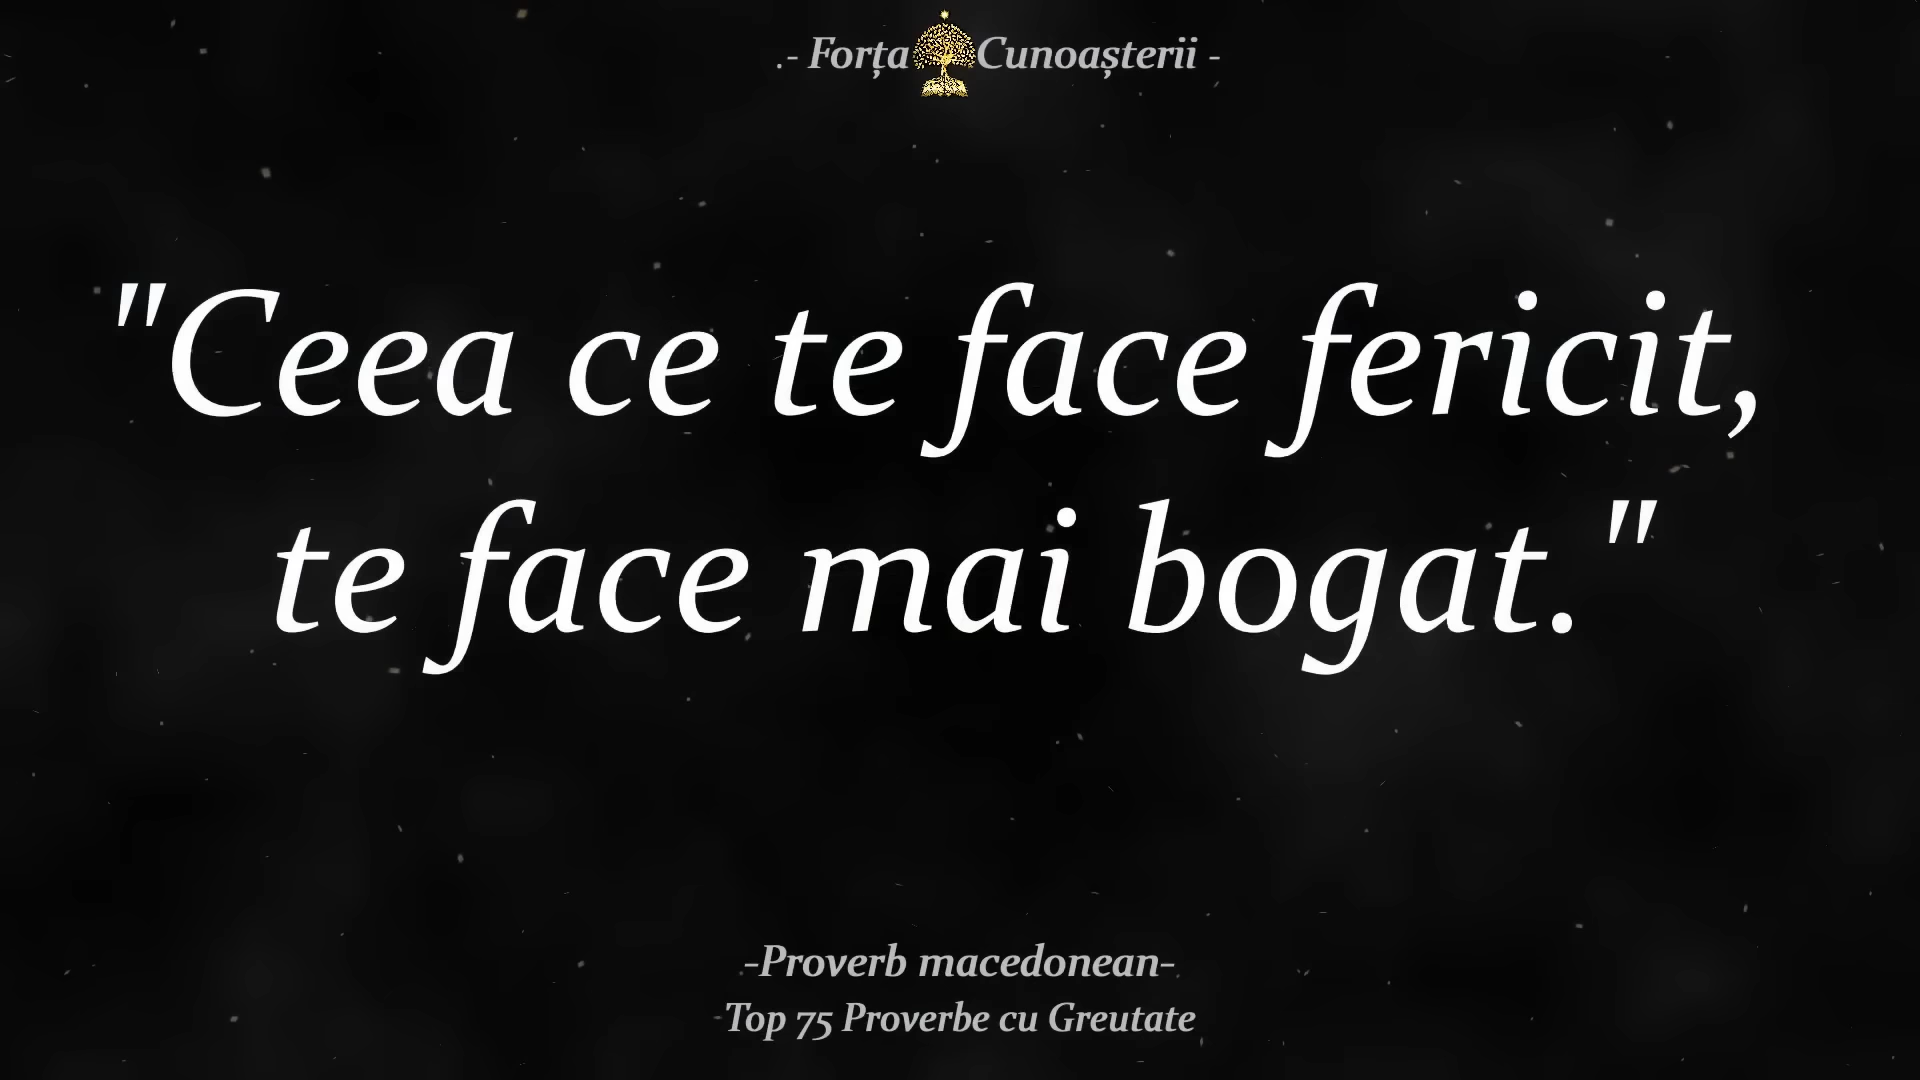 - Forța Cunoașterii -
"Ceea ce te face fericit,
te face mai bogat."
-Proverb macedonean-
Top 75 Proverbe cu Greutate